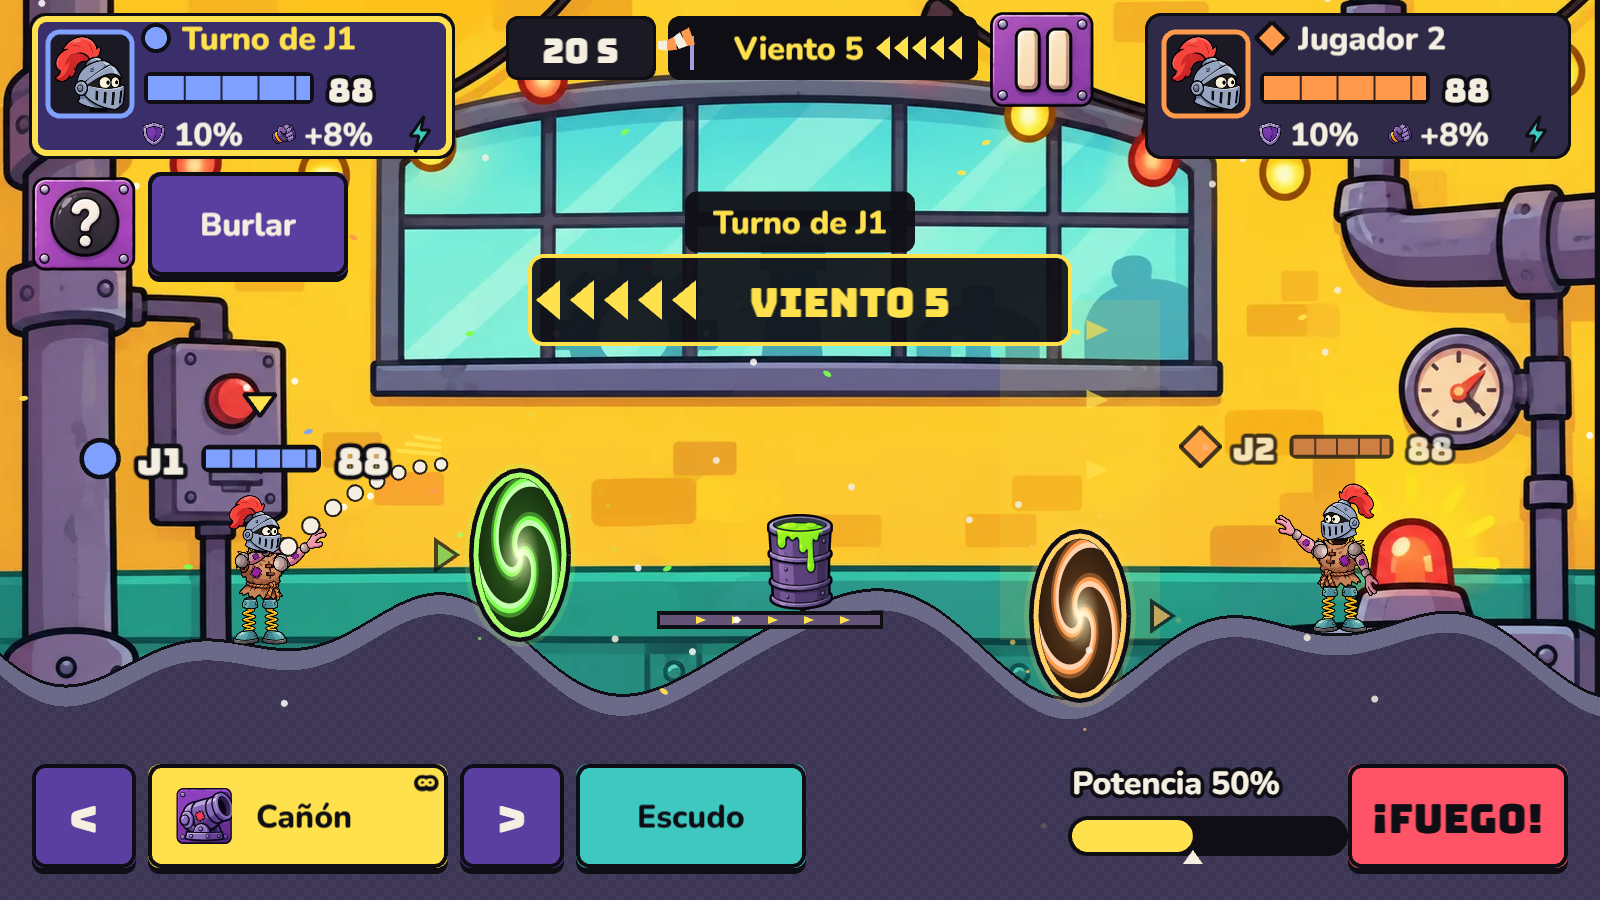 Turno de J1
88
10% +8%
20 S
Viento 5
Jugador 2
88
10% +8%
?
Burlar
Turno de J1
VIENTO 5
J1 88
J2 88
<
Cañón
∞
>
Escudo
Potencia 50%
¡FUEGO!